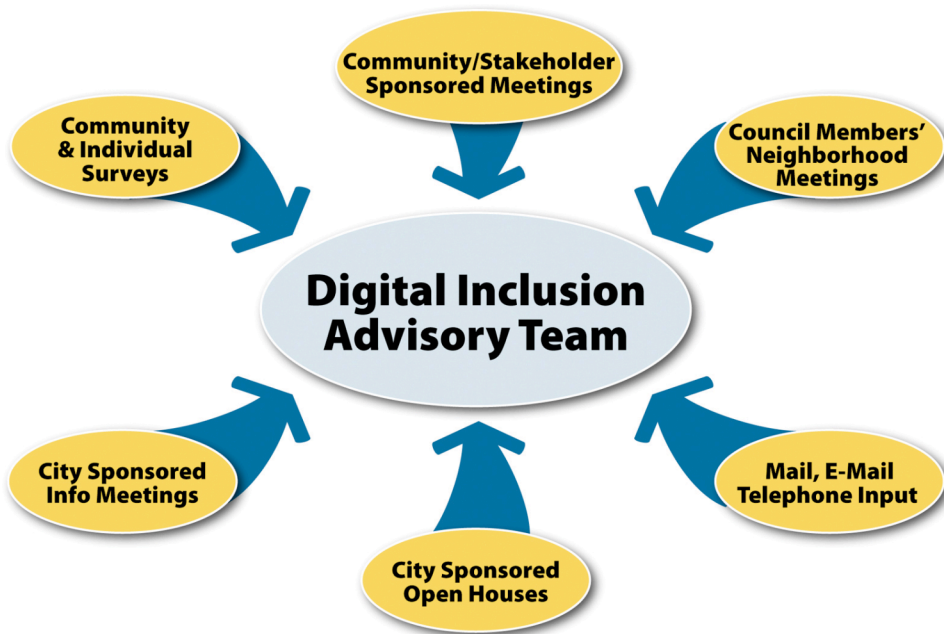 Community/Stakeholder
Sponsored Meetings
Community
& Individual
Surveys
Council Members’
Neighborhood
Meetings
Digital Inclusion
Advisory Team
City Sponsored
Info Meetings
Mail, E-Mail
Telephone Input
City Sponsored
Open Houses